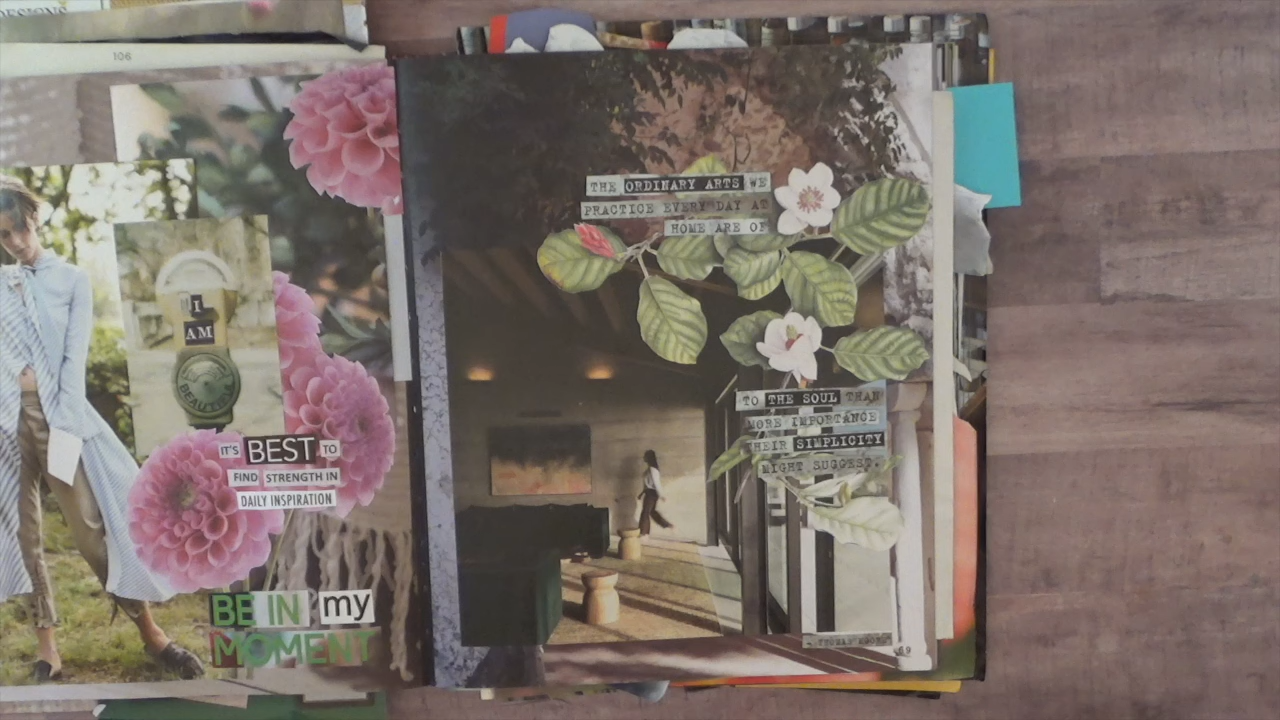 DESIGNS
106
I
AM
BEAUTIFUL
IT'S BEST TO
FIND STRENGTH IN
DAILY INSPIRATION
BE IN my
MOMENT
THE ORDINARY ARTS WE
PRACTICE EVERY DAY AT
HOME ARE OF
TO THE SOUL THAN
MORE IMPORTANCE
THEIR SIMPLICITY
MIGHT SUGGEST.